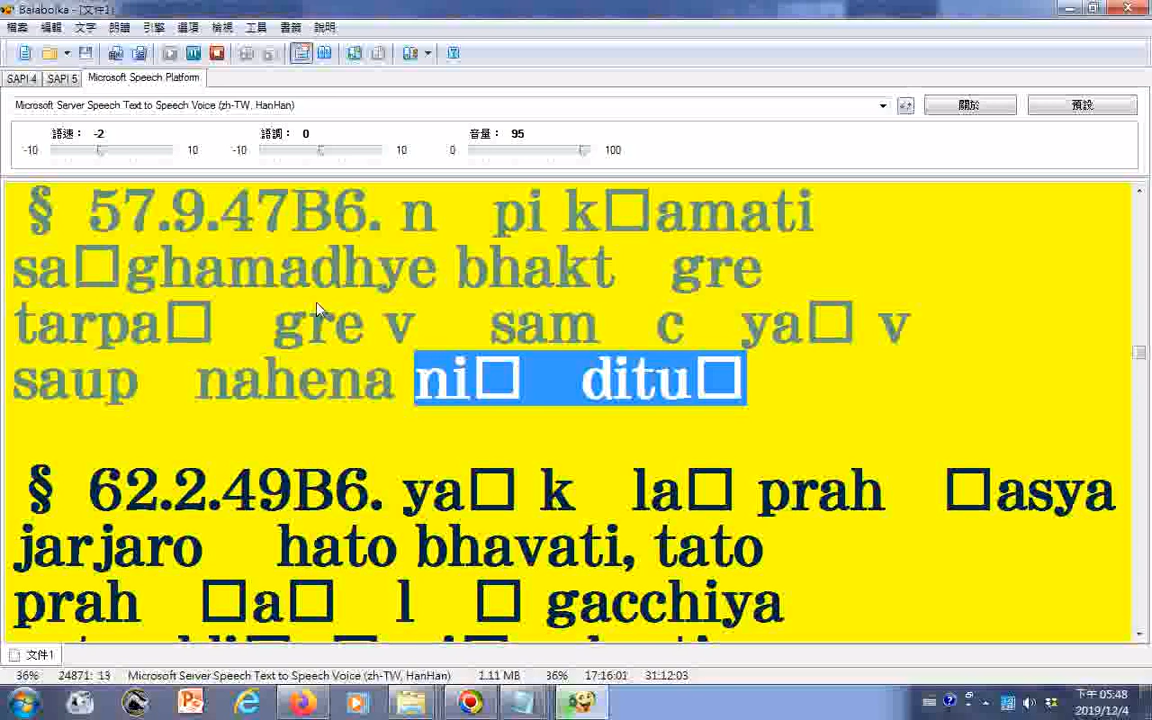 Balabolka - [文件1]
檔案 編輯 文字 朗讀 引擎 選項 檢視 工具 書籤 說明
SAPI 4 SAPI 5 Microsoft Speech Platform
Microsoft Server Speech Text to Speech Voice (zh-TW, HanHan) 關於 預設
語速： -2 語調： 0 音量： 95
-10 10 -10 10 0 100
§ 57.9.47B6. n pi k□amati
sa□ghamadhye bhakt gre
tarpa□ gre v sam c ya□ v
saup nahena ni□ ditu□
§ 62.2.49B6. ya□ k la□ prah □asya
jarjaro hato bhavati, tato
prah □a□ l □ gacchiya
文件1
36% 24871: 13 Microsoft Server Speech Text to Speech Voice (zh-TW, HanHan) 1.11 MB 36% 17:16:01 31:12:03
下午 05:48
2019/12/4